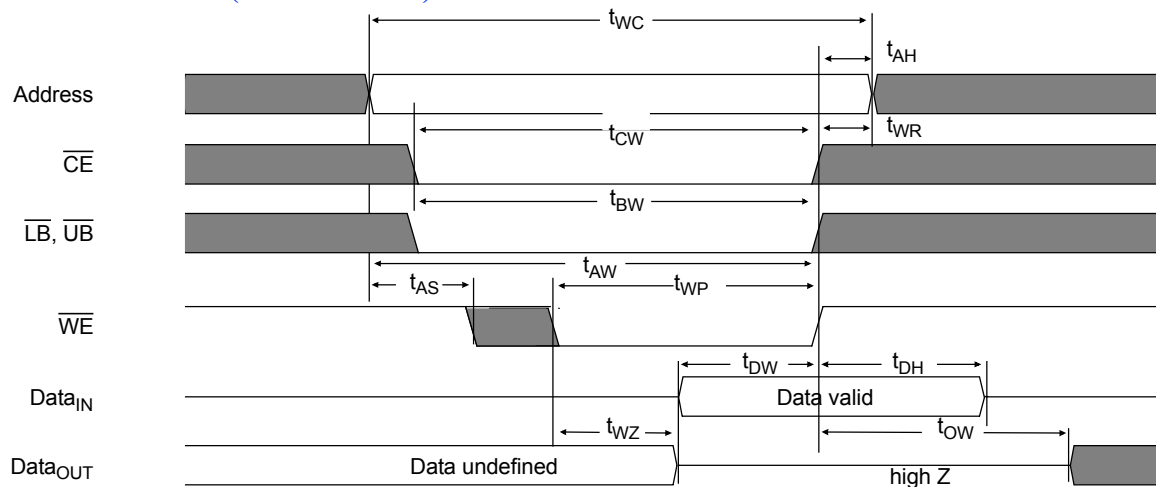 tWC
tAH
Address
tCW
tWR
CE
tBW
LB, UB
tAW
tAS
tWP
WE
tDW
tDH
DataIN
Data valid
tWZ
tOW
DataOUT
Data undefined
high Z